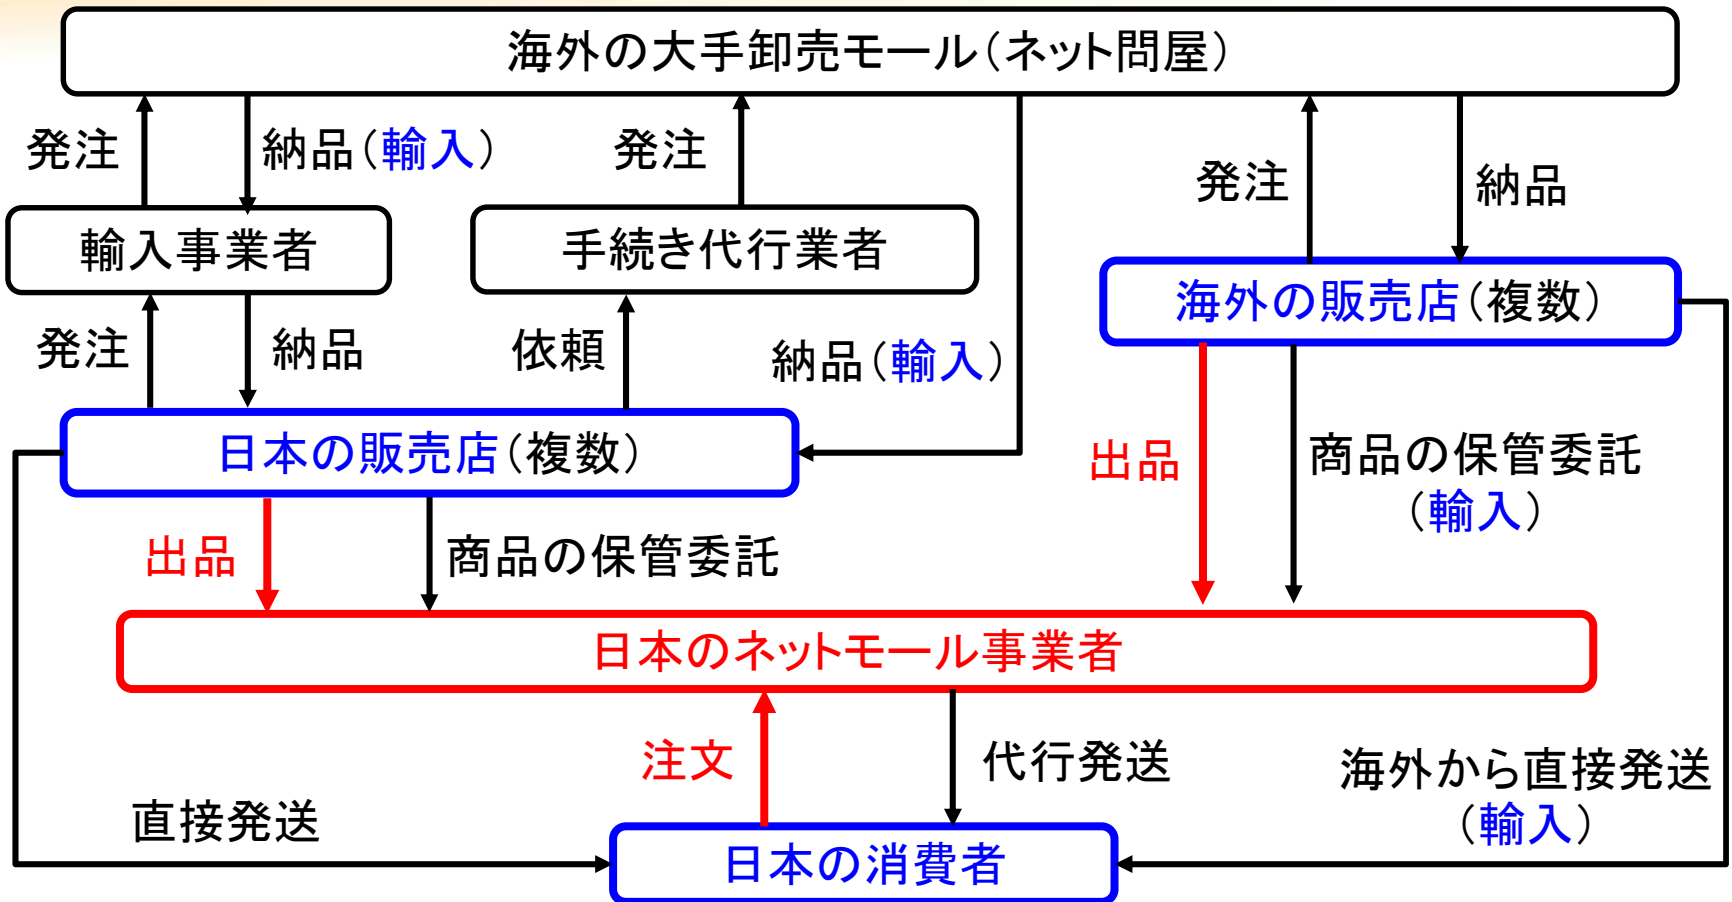 海外の大手卸売モール(ネット問屋)
発注
納品(輸入)
発注
発注
納品
輸入事業者
手続き代行業者
海外の販売店(複数)
発注
納品
依頼
納品(輸入)
日本の販売店(複数)
出品
商品の保管委託
(輸入)
出品
商品の保管委託
日本のネットモール事業者
注文
代行発送
海外から直接発送
(輸入)
直接発送
日本の消費者